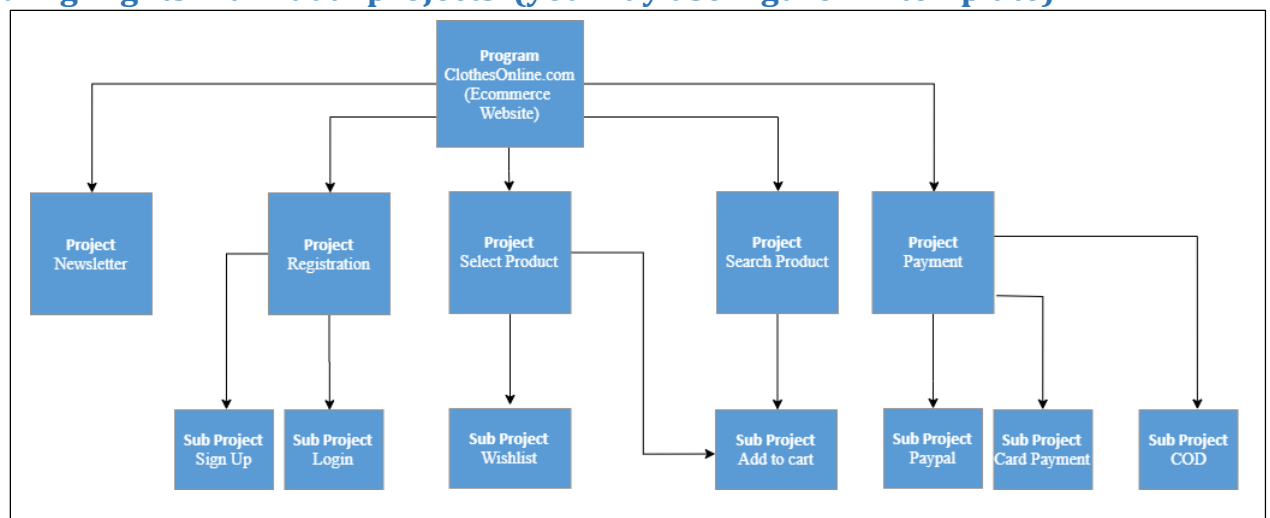 Program
ClothesOnline.com
(Ecommerce
Website)
Project
Newsletter
Project
Registration
Project
Select Product
Project
Search Product
Project
Payment
Sub Project
Sign Up
Sub Project
Login
Sub Project
Wishlist
Sub Project
Add to cart
Sub Project
Paypal
Sub Project
Card Payment
Sub Project
COD